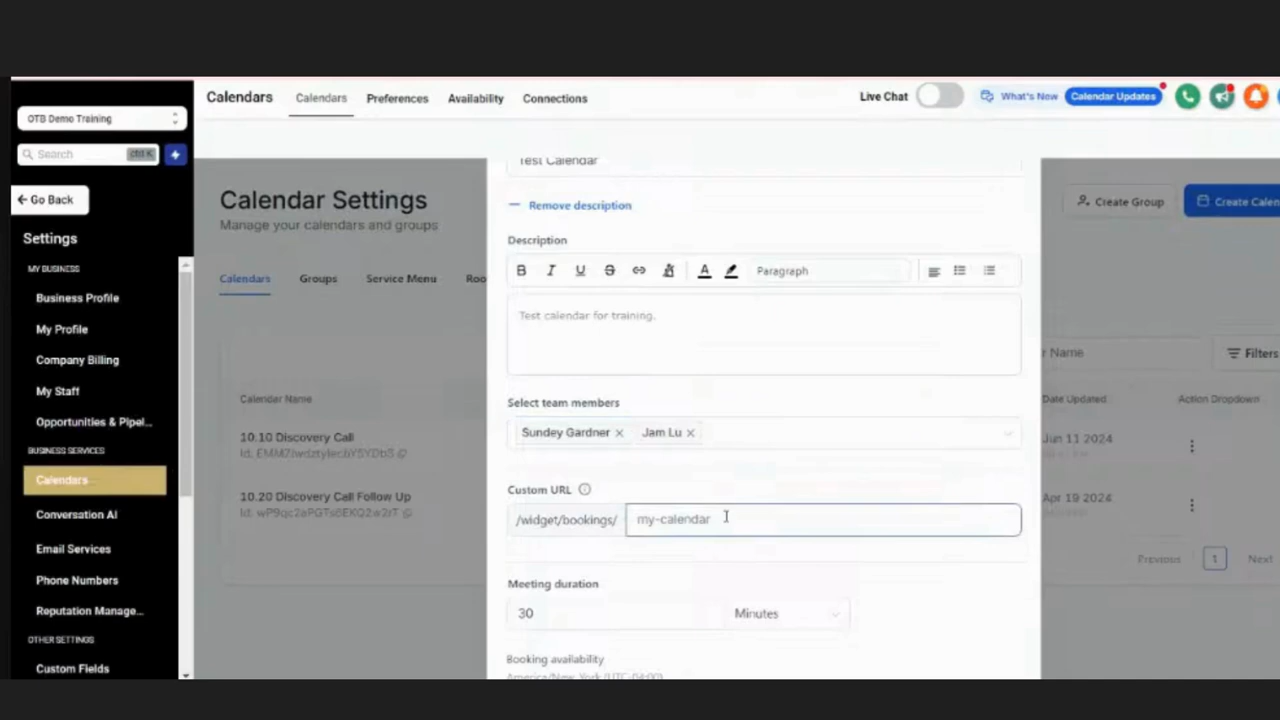 Calendars
Calendars
Preferences
Availability
Connections
Live Chat
What's New
Calendar Updates
OTB Demo Training
Search
ctrl K
Go Back
Settings
MY BUSINESS
Business Profile
My Profile
Company Billing
My Staff
Opportunities & Pipel...
BUSINESS SERVICES
Calendars
Conversation AI
Email Services
Phone Numbers
Reputation Manage...
OTHER SETTINGS
Custom Fields
Calendar Settings
Manage your calendars and groups
Create Group
Create Calen
Calendars
Groups
Service Menu
Roo
Calendar Name
10.10 Discovery Call
10.20 Discovery Call Follow Up
Test Calendar
Remove description
Description
B I U S
A
Paragraph
Test calendar for training.
Select team members
Sundey Gardner
Jam Lu
Custom URL
/widget/bookings/
my-calendar
Meeting duration
30
Minutes
Booking availability
America/New_York (UTC-04:00)
r Name
Filters
Date Updated
Action Dropdown
Jun 11 2024
Apr 19 2024
Previous
1
Next